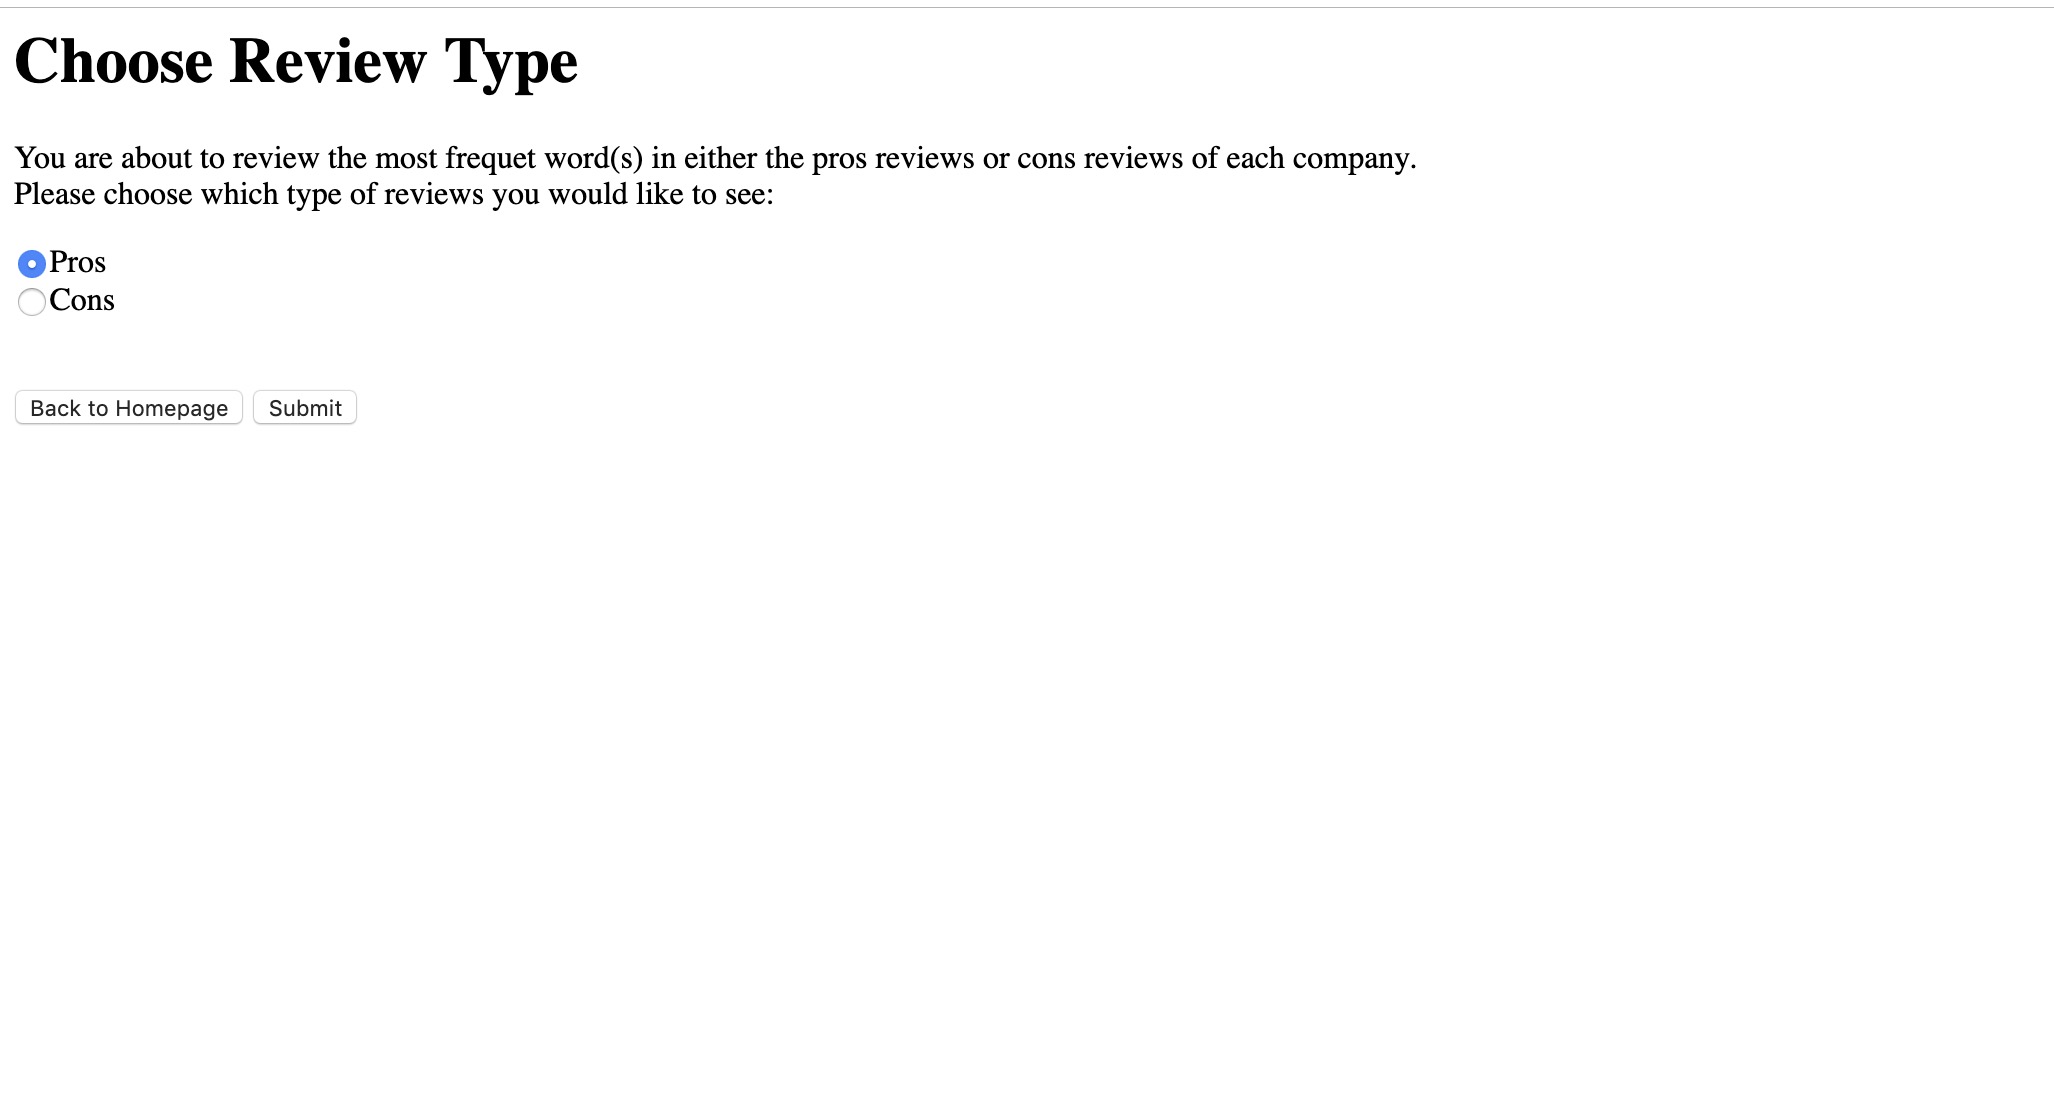 Choose Review Type
You are about to review the most frequet word(s) in either the pros reviews or cons reviews of each company.
Please choose which type of reviews you would like to see:
Pros
Cons
Back to Homepage Submit